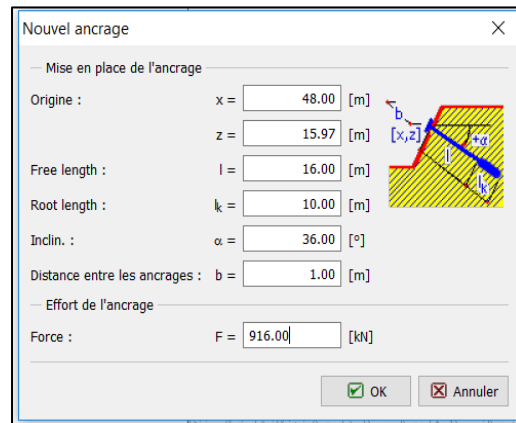 Nouvel ancrage
Mise en place de l'ancrage
Origine : x = 48.00 [m]
z = 15.97 [m]
Free length : l = 16.00 [m]
Root length : lk = 10.00 [m]
Inclin. : α = 36.00 [°]
Distance entre les ancrages : b = 1.00 [m]
b
[x,z]
+α
l
lk
Effort de l'ancrage
Force : F = 916.00 [kN]
OK Annuler